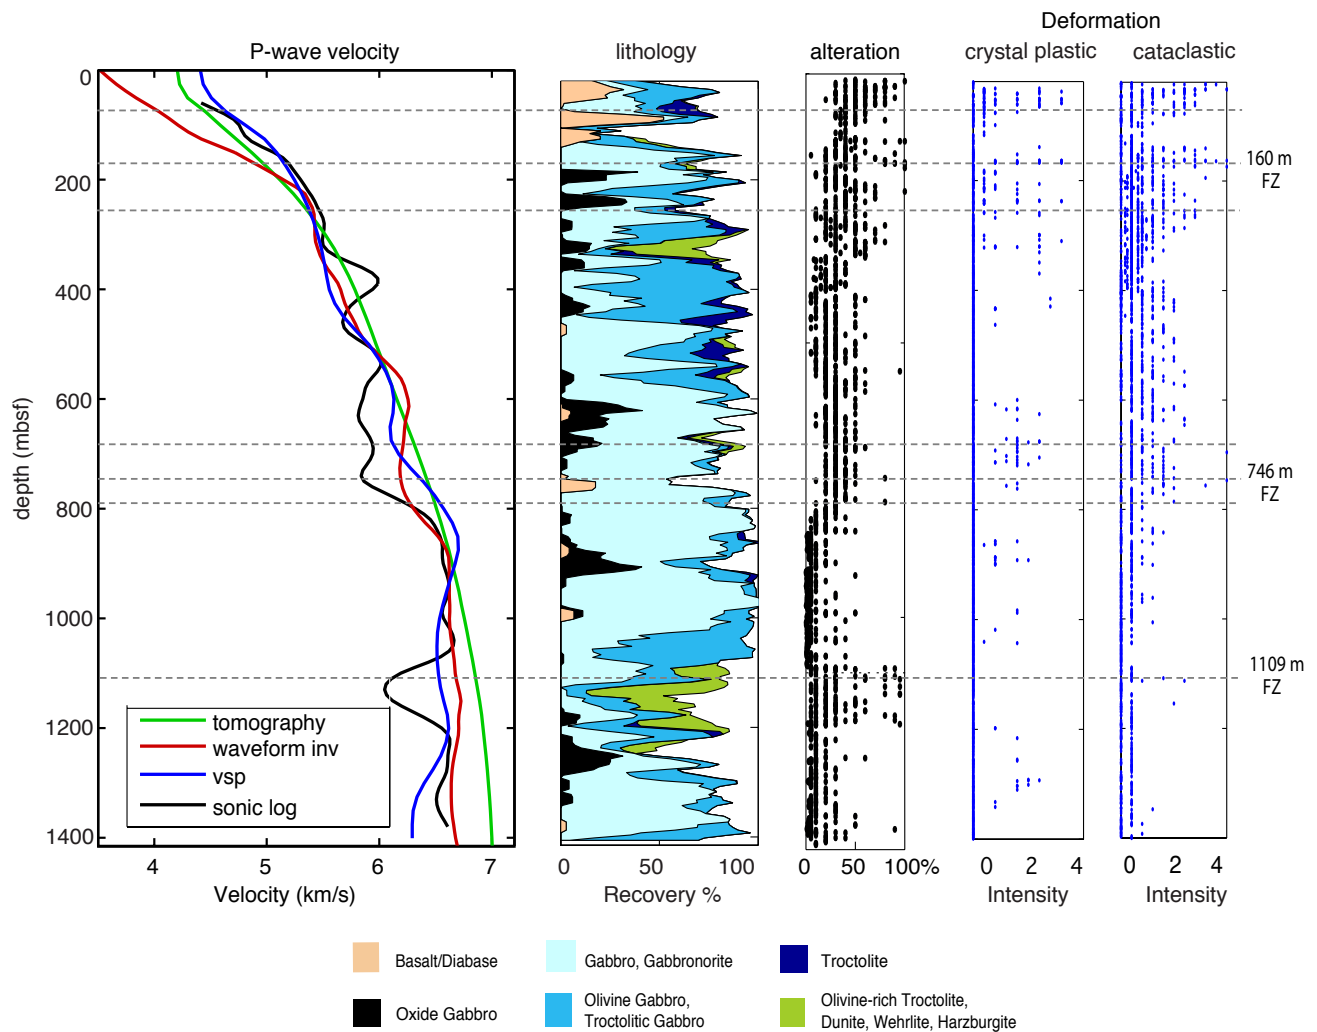 Deformation
P-wave velocity
lithology
alteration
crystal plastic
cataclastic
0
200
400
600
800
1000
1200
1400
depth (mbsf)
160 m
FZ
746 m
FZ
1109 m
FZ
tomography
waveform inv
vsp
sonic log
4 5 6 7
Velocity (km/s)
0 50 100
Recovery %
0 50 100%
0 2 4
Intensity
0 2 4
Intensity
Basalt/Diabase
Gabbro, Gabbronorite
Troctolite
Oxide Gabbro
Olivine Gabbro,
Troctolitic Gabbro
Olivine-rich Troctolite,
Dunite, Wehrlite, Harzburgite